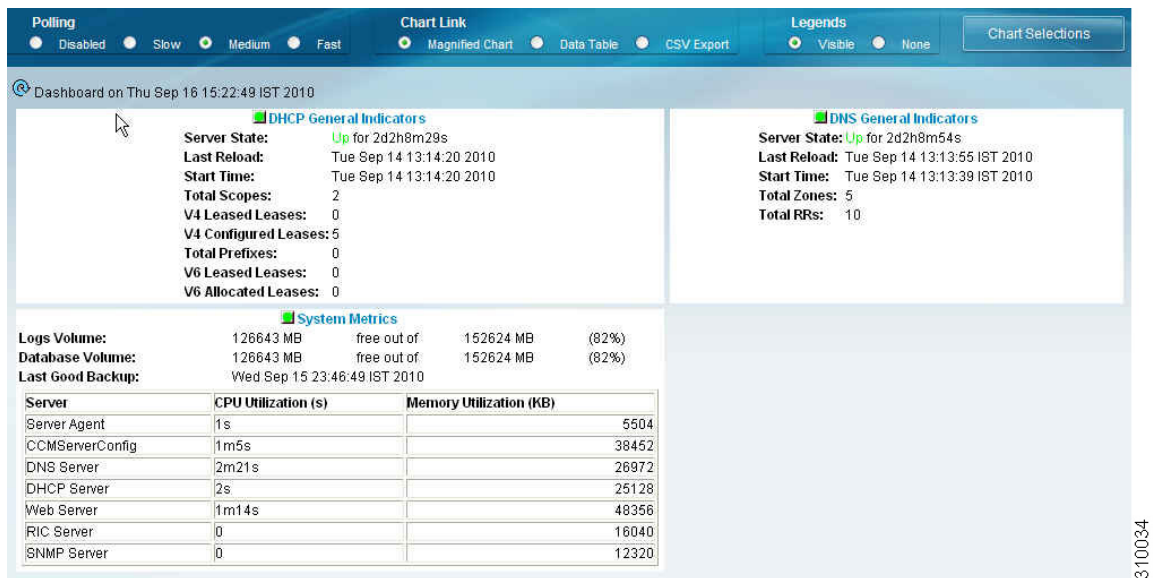 Polling Chart Link Legends
Disabled Slow Medium Fast Magnified Chart Data Table CSV Export Visible None Chart Selections
Dashboard on Thu Sep 16 15:22:49 IST 2010
DHCP General Indicators
Server State: Up for 2d2h8m29s
Last Reload: Tue Sep 14 13:14:20 2010
Start Time: Tue Sep 14 13:14:20 2010
Total Scopes: 2
V4 Leased Leases: 0
V4 Configured Leases: 5
Total Prefixes: 0
V6 Leased Leases: 0
V6 Allocated Leases: 0
DNS General Indicators
Server State: Up for 2d2h8m54s
Last Reload: Tue Sep 14 13:13:55 IST 2010
Start Time: Tue Sep 14 13:13:39 IST 2010
Total Zones: 5
Total RRs: 10
System Metrics
Logs Volume: 126643 MB free out of 152624 MB (82%)
Database Volume: 126643 MB free out of 152624 MB (82%)
Last Good Backup: Wed Sep 15 23:46:49 IST 2010
Server CPU Utilization (s) Memory Utilization (KB)
Server Agent 1s 5504
CCMServerConfig 1m5s 38452
DNS Server 2m21s 26972
DHCP Server 2s 25128
Web Server 1m14s 48356
RIC Server 0 16040
SNMP Server 0 12320
310034